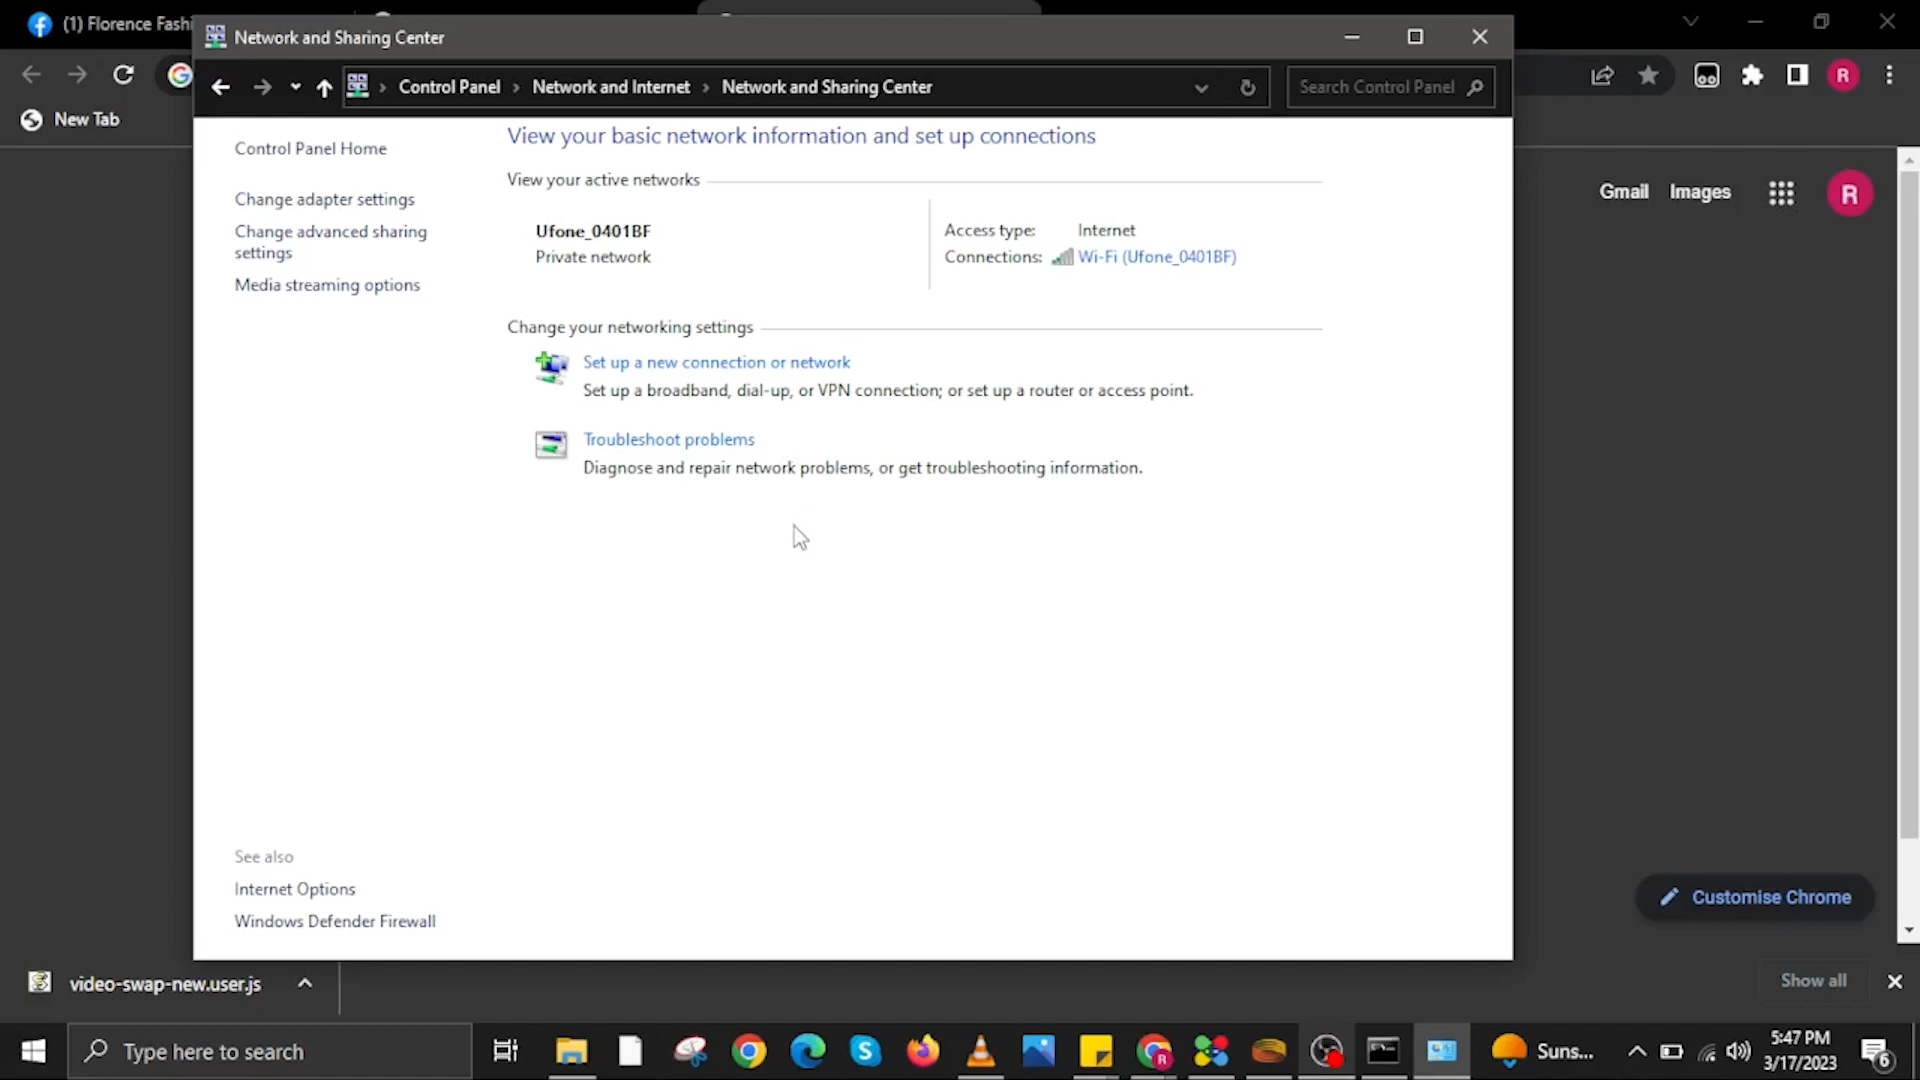 (1) Florence Fashi
Network and Sharing Center
Control Panel > Network and Internet > Network and Sharing Center
Search Control Panel
New Tab
Control Panel Home
Change adapter settings
Change advanced sharing
settings
Media streaming options
View your basic network information and set up connections
View your active networks
Ufone_0401BF
Private network
Access type: Internet
Connections: Wi-Fi (Ufone_0401BF)
Change your networking settings
Set up a new connection or network
Set up a broadband, dial-up, or VPN connection; or set up a router or access point.
Troubleshoot problems
Diagnose and repair network problems, or get troubleshooting information.
See also
Internet Options
Windows Defender Firewall
Gmail Images
R
R
Customise Chrome
video-swap-new.user.js
Show all
Type here to search
Suns...
5:47 PM
3/17/2023
6